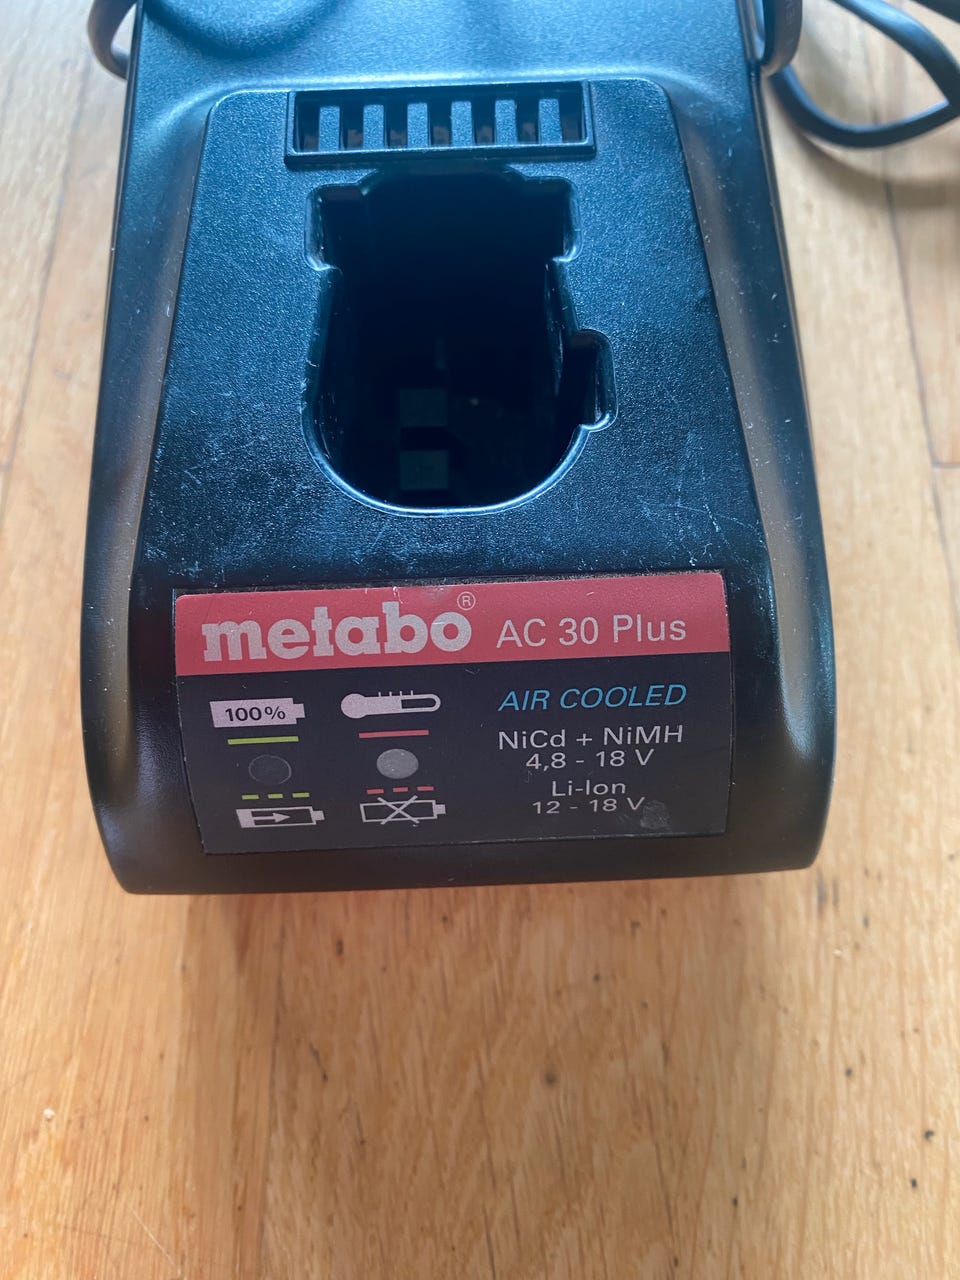 metabo® AC 30 Plus
100%
AIR COOLED
NiCd + NiMH
4,8 - 18 V
Li-Ion
12 - 18 V